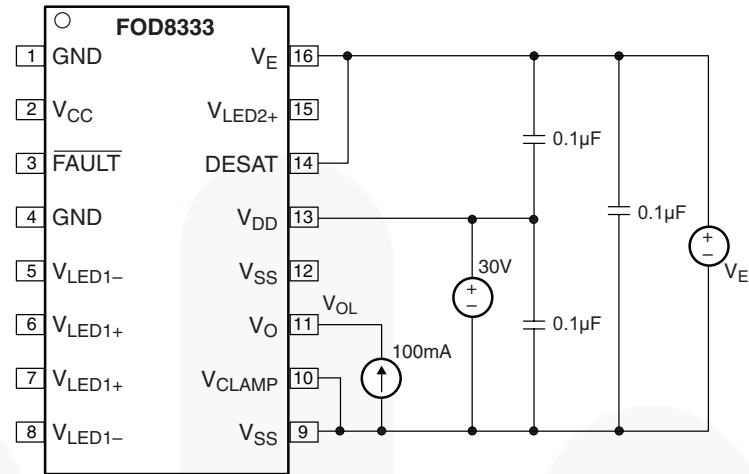 FOD8333
1 GND
2 VCC
3 FAULT
4 GND
5 VLED1–
6 VLED1+
7 VLED1+
8 VLED1–
VE 16
VLED2+ 15
DESAT 14
VDD 13
VSS 12
VO 11
VCLAMP 10
VSS 9
VOL
100mA
30V
+
–
0.1µF
0.1µF
0.1µF
+
–
VE